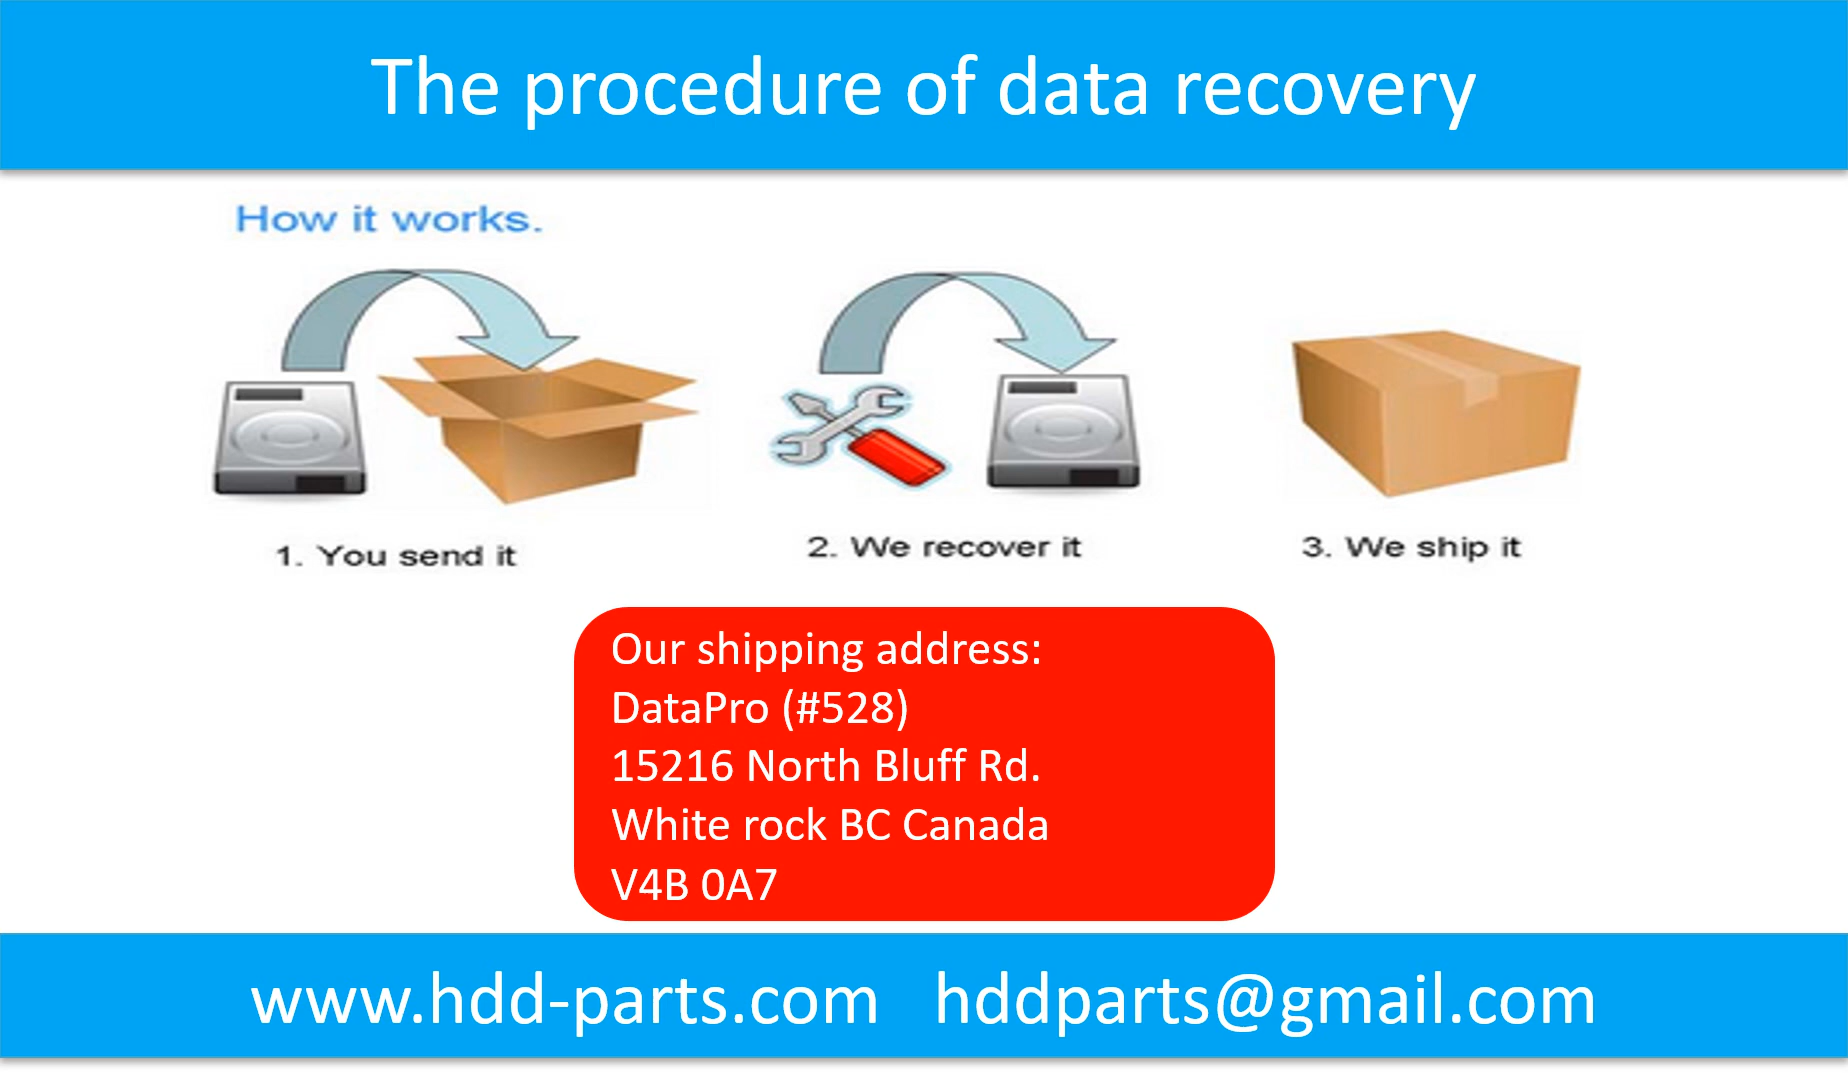 The procedure of data recovery
How it works.
1. You send it
2. We recover it
3. We ship it
Our shipping address:
DataPro (#528)
15216 North Bluff Rd.
White rock BC Canada
V4B 0A7
www.hdd-parts.com hddparts@gmail.com